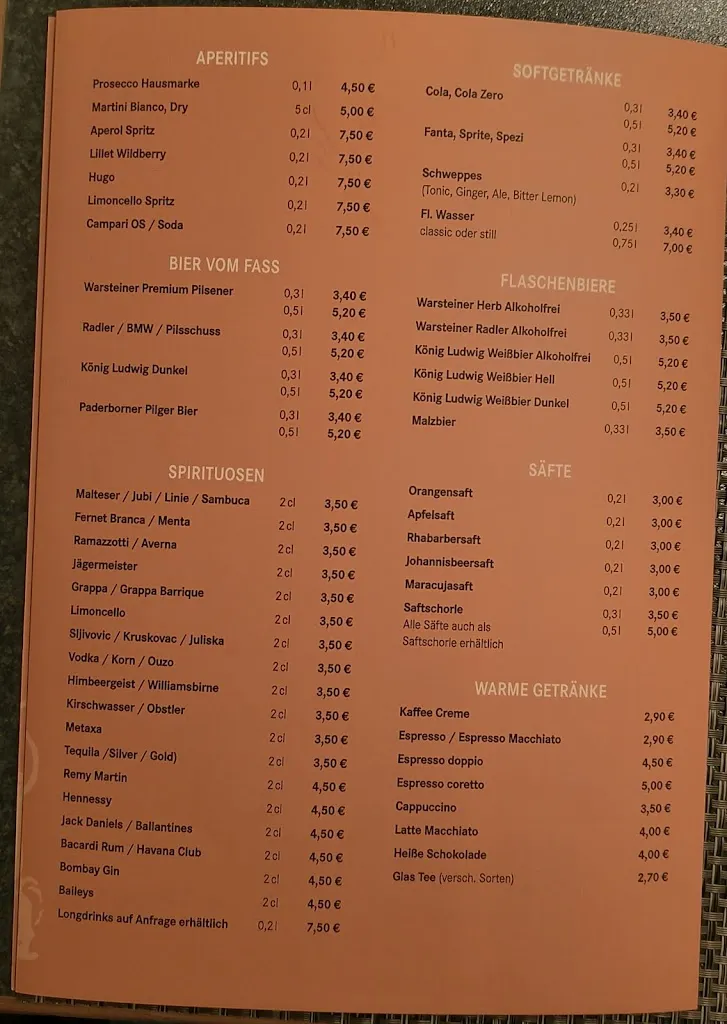 APERITIFS
Prosecco Hausmarke 0,1l 4,50 €
Martini Bianco, Dry 5cl 5,00 €
Aperol Spritz 0,2l 7,50 €
Lillet Wildberry 0,2l 7,50 €
Hugo 0,2l 7,50 €
Limoncello Spritz 0,2l 7,50 €
Campari OS / Soda 0,2l 7,50 €
BIER VOM FASS
Warsteiner Premium Pilsener 0,3l 3,40 €
0,5l 5,20 €
Radler / BMW / Pilsschuss 0,3l 3,40 €
0,5l 5,20 €
König Ludwig Dunkel 0,3l 3,40 €
0,5l 5,20 €
Paderborner Pilger Bier 0,3l 3,40 €
0,5l 5,20 €
SPIRITUOSEN
Malteser / Jubi / Linie / Sambuca 2cl 3,50 €
Fernet Branca / Menta 2cl 3,50 €
Ramazzotti / Averna 2cl 3,50 €
Jägermeister 2cl 3,50 €
Grappa / Grappa Barrique 2cl 3,50 €
Limoncello 2cl 3,50 €
Sljivovic / Kruskovac / Juliska 2cl 3,50 €
Vodka / Korn / Ouzo 2cl 3,50 €
Himbeergeist / Williamsbirne 2cl 3,50 €
Kirschwasser / Obstler 2cl 3,50 €
Metaxa 2cl 3,50 €
Tequila /Silver / Gold) 2cl 3,50 €
Remy Martin 2cl 4,50 €
Hennessy 2cl 4,50 €
Jack Daniels / Ballantines 2cl 4,50 €
Bacardi Rum / Havana Club 2cl 4,50 €
Bombay Gin 2cl 4,50 €
Baileys 2cl 4,50 €
Longdrinks auf Anfrage erhältlich 0,2l 7,50 €
SOFTGETRÄNKE
Cola, Cola Zero 0,3l 3,40 €
0,5l 5,20 €
Fanta, Sprite, Spezi 0,3l 3,40 €
0,5l 5,20 €
Schweppes 0,2l 3,30 €
(Tonic, Ginger, Ale, Bitter Lemon)
Fl. Wasser 0,25l 3,40 €
classic oder still 0,75l 7,00 €
FLASCHENBIERE
Warsteiner Herb Alkoholfrei 0,33l 3,50 €
Warsteiner Radler Alkoholfrei 0,33l 3,50 €
König Ludwig Weißbier Alkoholfrei 0,5l 5,20 €
König Ludwig Weißbier Hell 0,5l 5,20 €
König Ludwig Weißbier Dunkel 0,5l 5,20 €
Malzbier 0,33l 3,50 €
SÄFTE
Orangensaft 0,2l 3,00 €
Apfelsaft 0,2l 3,00 €
Rhabarbersaft 0,2l 3,00 €
Johannisbeersaft 0,2l 3,00 €
Maracujasaft 0,2l 3,00 €
Saftschorle 0,3l 3,50 €
Alle Säfte auch als 0,5l 5,00 €
Saftschorle erhältlich
WARME GETRÄNKE
Kaffee Creme 2,90 €
Espresso / Espresso Macchiato 2,90 €
Espresso doppio 4,50 €
Espresso coretto 5,00 €
Cappuccino 3,50 €
Latte Macchiato 4,00 €
Heiße Schokolade 4,00 €
Glas Tee (versch. Sorten) 2,70 €